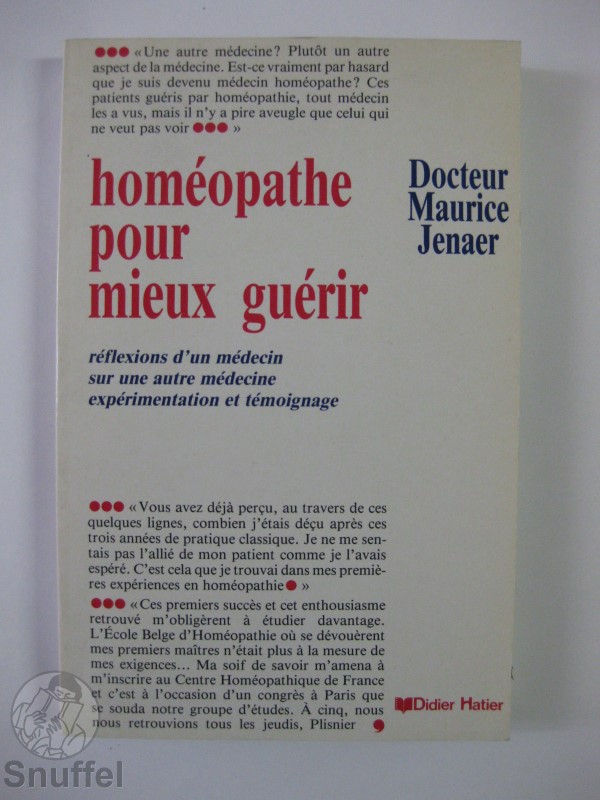 ●●● « Une autre médecine? Plutôt un autre
aspect de la médecine. Est-ce vraiment par hasard
que je suis devenu médecin homéopathe? Ces
patients guéris par homéopathie, tout médecin
les a vus, mais il n'y a pire aveugle que celui qui
ne veut pas voir ●●● »
homéopathe
pour
mieux guérir
Docteur
Maurice
Jenaer
réflexions d'un médecin
sur une autre médecine
expérimentation et témoignage
●●● « Vous avez déjà perçu, au travers de ces
quelques lignes, combien j'étais déçu après ces
trois années de pratique classique. Je ne me sen-
tais pas l'allié de mon patient comme je l'avais
espéré. C'est cela que je trouvai dans mes premiè-
res expériences en homéopathie ● »
●●● « Ces premiers succès et cet enthousiasme
retrouvé m'obligèrent à étudier davantage.
L'École Belge d'Homéopathie où se dévouèrent
mes premiers maîtres n'était plus à la mesure de
mes exigences... Ma soif de savoir m'amena à
m'inscrire au Centre Homéopathique de France
et c'est à l'occasion d'un congrès à Paris que
se souda notre groupe d'études. À cinq, nous
nous retrouvions tous les jeudis, Plisnier ,
Didier Hatier
Snuffel